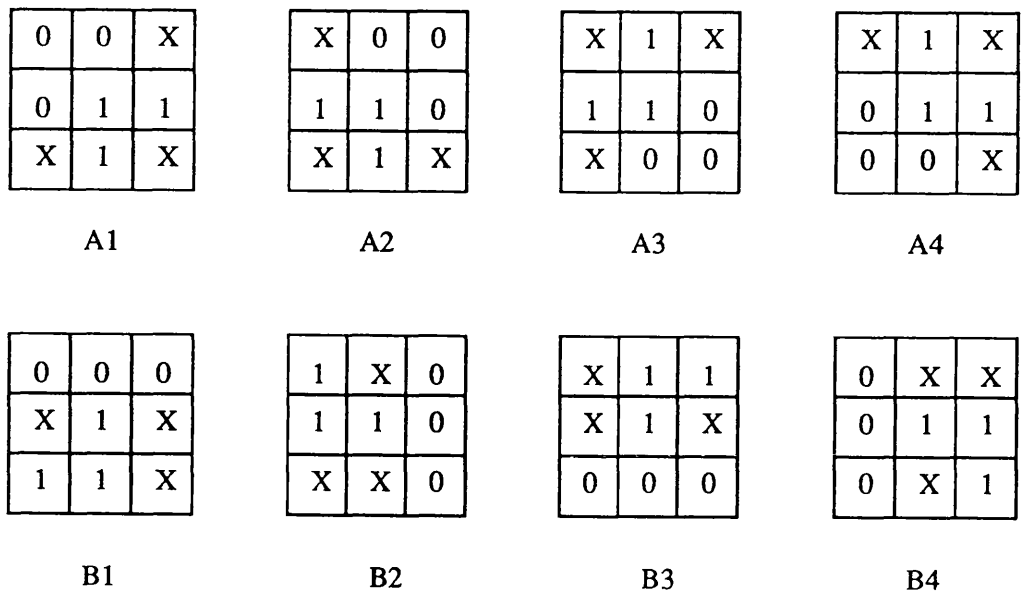 0 0 X X 0 0 X 1 X X 1 X
0 1 1 1 1 0 1 1 0 0 1 1
X 1 X X 1 X X 0 0 0 0 X
A1 A2 A3 A4
0 0 0 1 X 0 X 1 1 0 X X
X 1 X 1 1 0 X 1 X 0 1 1
1 1 X X X 0 0 0 0 0 X 1
B1 B2 B3 B4